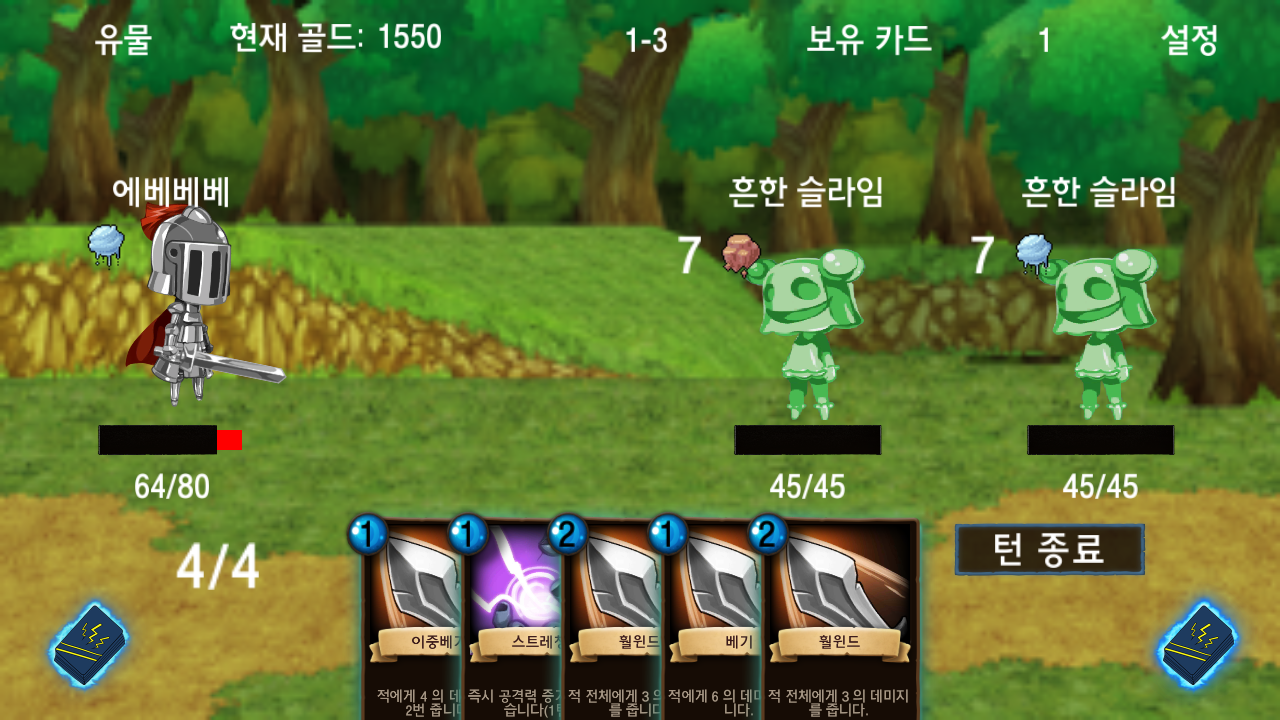 유물
현재 골드: 1550
1-3
보유 카드
1
설정
에베베베
흔한 슬라임
흔한 슬라임
7
7
64/80
45/45
45/45
4/4
턴 종료
1
1
2
1
2
이중베
스트레
훨윈드
베기
훨윈드
적에게 4 의
2번 줍니
즉시 공격력
습니다(1
적 전체에게 3
를 줍니다
적에게 6 의
니다.
적 전체에게 3 의 데미지
를 줍니다.